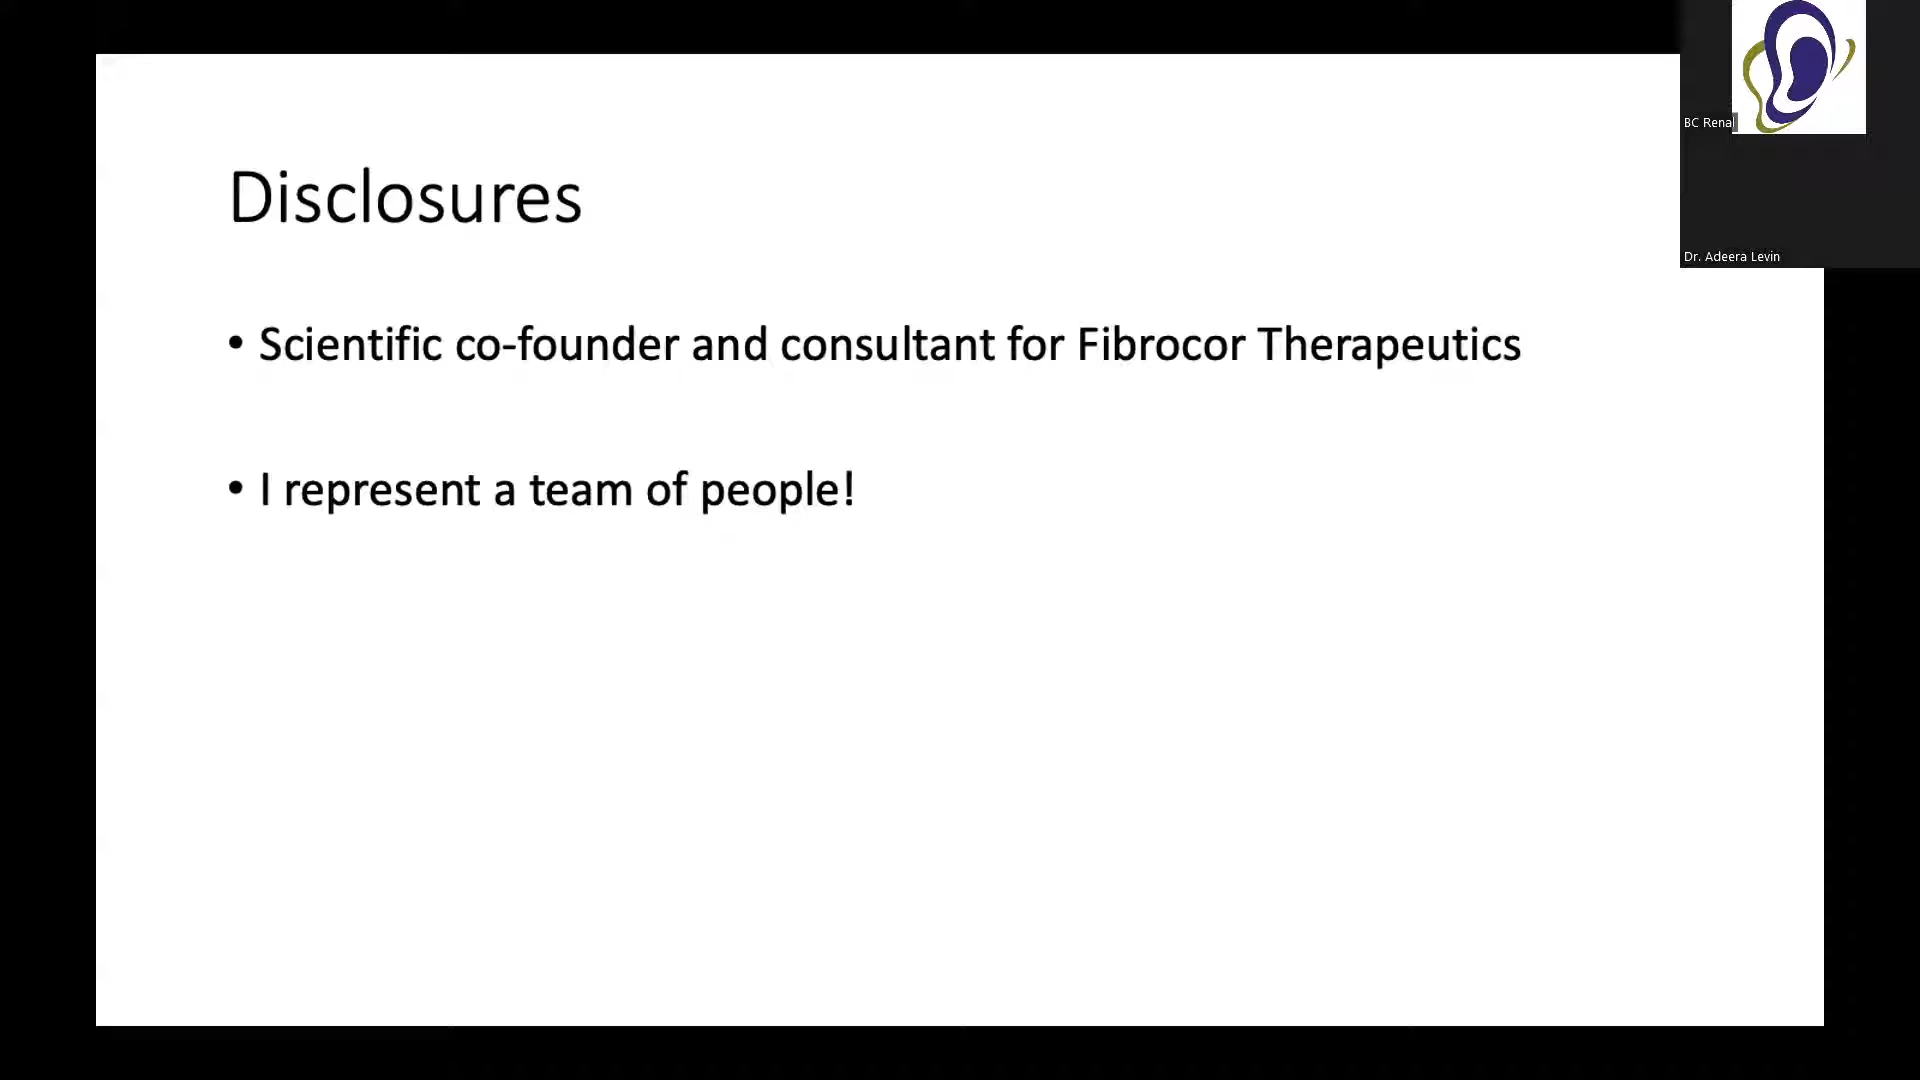 BC Renal
Dr. Adeera Levin
Disclosures
• Scientific co-founder and consultant for Fibrocor Therapeutics
• I represent a team of people!